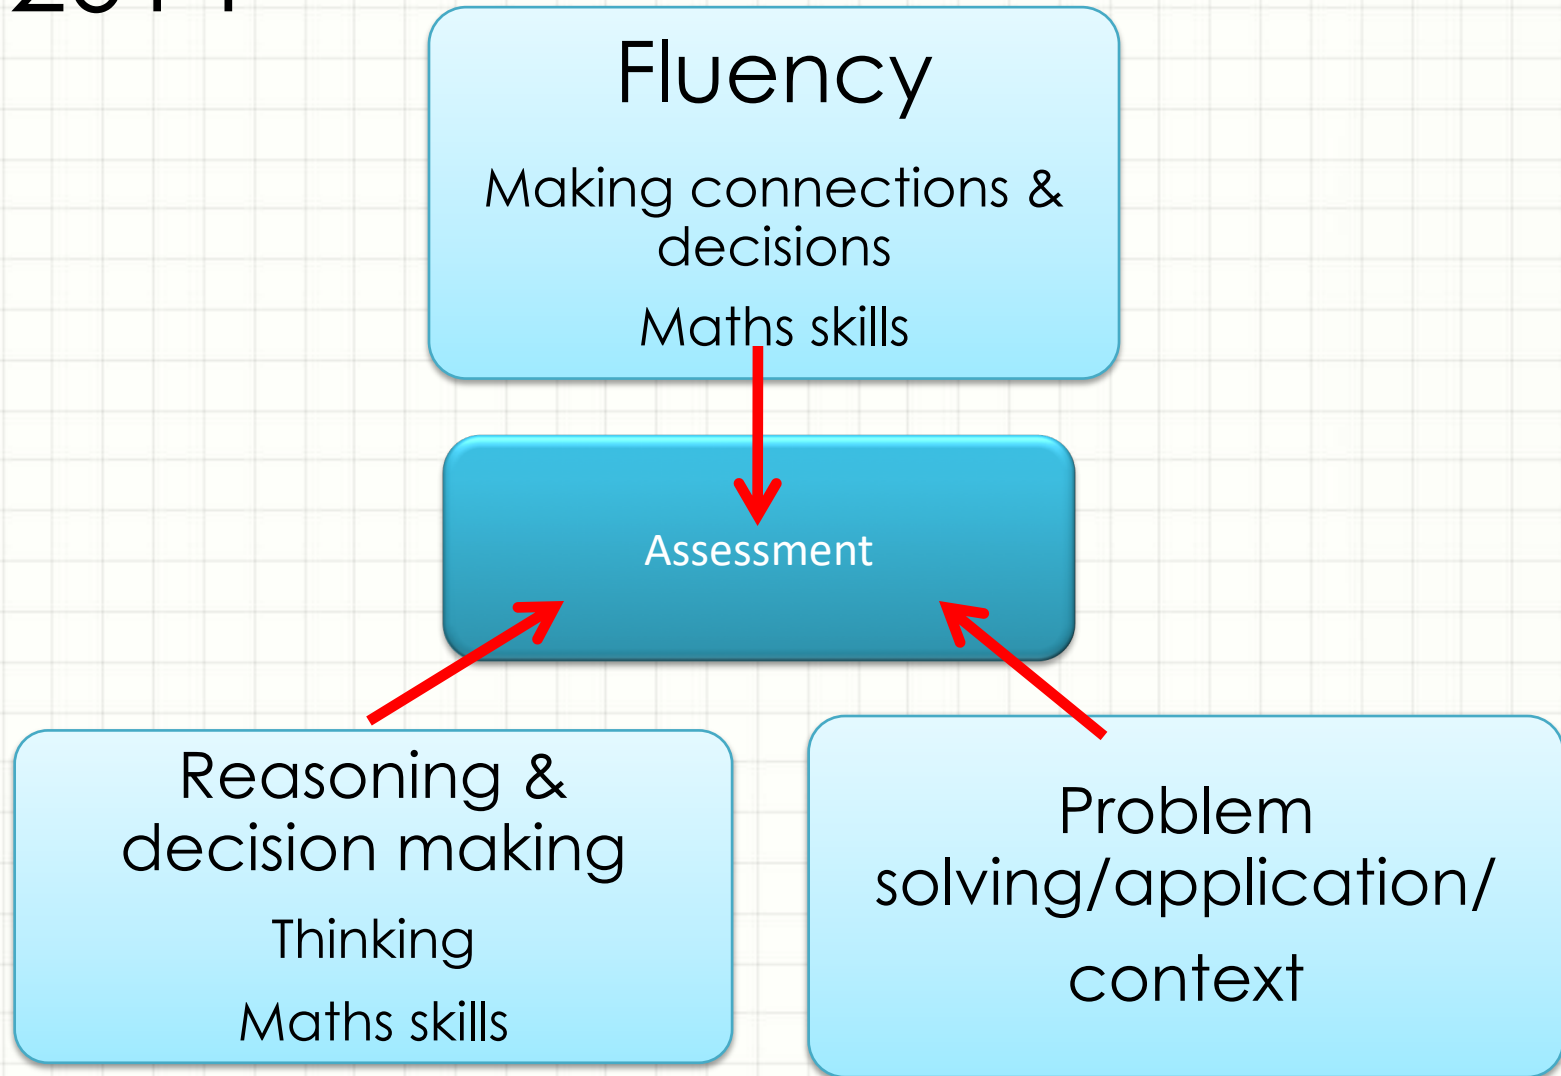 Fluency
Making connections &
decisions
Maths skills
Assessment
Reasoning &
decision making
Thinking
Maths skills
Problem
solving/application/
context